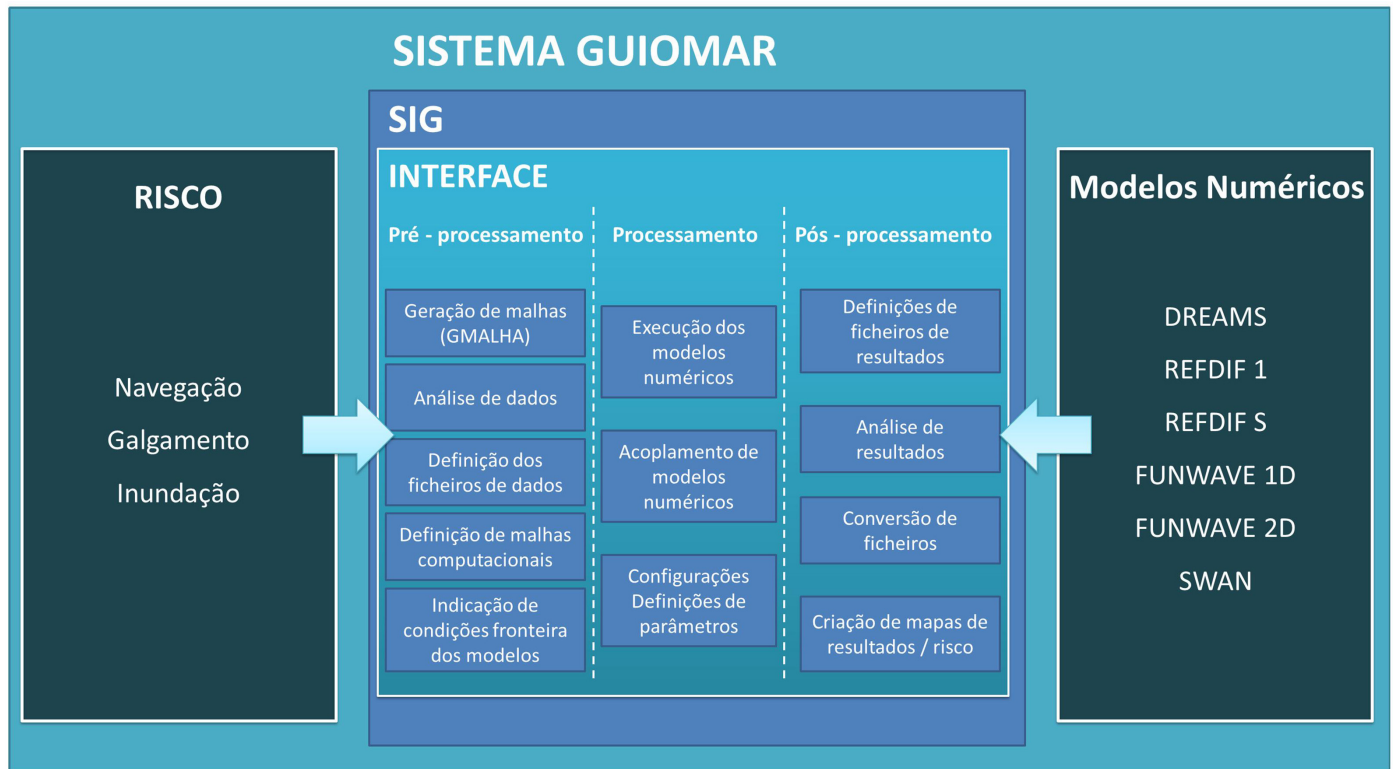 SISTEMA GUIOMAR
RISCO
Navegação
Galgamento
Inundação
SIG
INTERFACE
Pré - processamento
Geração de malhas
(GMALHA)
Análise de dados
Definição dos
ficheiros de dados
Definição de malhas
computacionais
Indicação de
condições fronteira
dos modelos
Processamento
Execução dos
modelos
numéricos
Acoplamento de
modelos
numéricos
Configurações
Definições de
parâmetros
Pós - processamento
Definições de
ficheiros de
resultados
Análise de
resultados
Conversão de
ficheiros
Criação de mapas de
resultados / risco
Modelos Numéricos
DREAMS
REFDIF 1
REFDIF S
FUNWAVE 1D
FUNWAVE 2D
SWAN